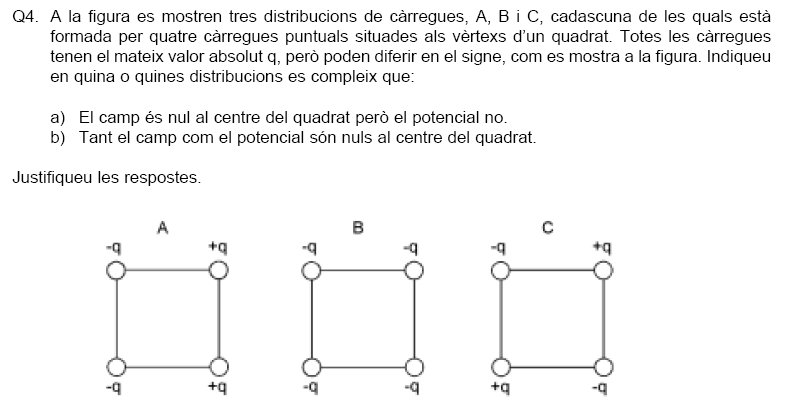 Q4. A la figura es mostren tres distribucions de càrregues, A, B i C, cadascuna de les quals està
formada per quatre càrregues puntuals situades als vèrtexs d'un quadrat. Totes les càrregues
tenen el mateix valor absolut q, però poden diferir en el signe, com es mostra a la figura. Indiqueu
en quina o quines distribucions es compleix que:
a) El camp és nul al centre del quadrat però el potencial no.
b) Tant el camp com el potencial són nuls al centre del quadrat.
Justifiqueu les respostes.
A B C
-q +q -q -q -q +q
-q +q -q -q +q -q